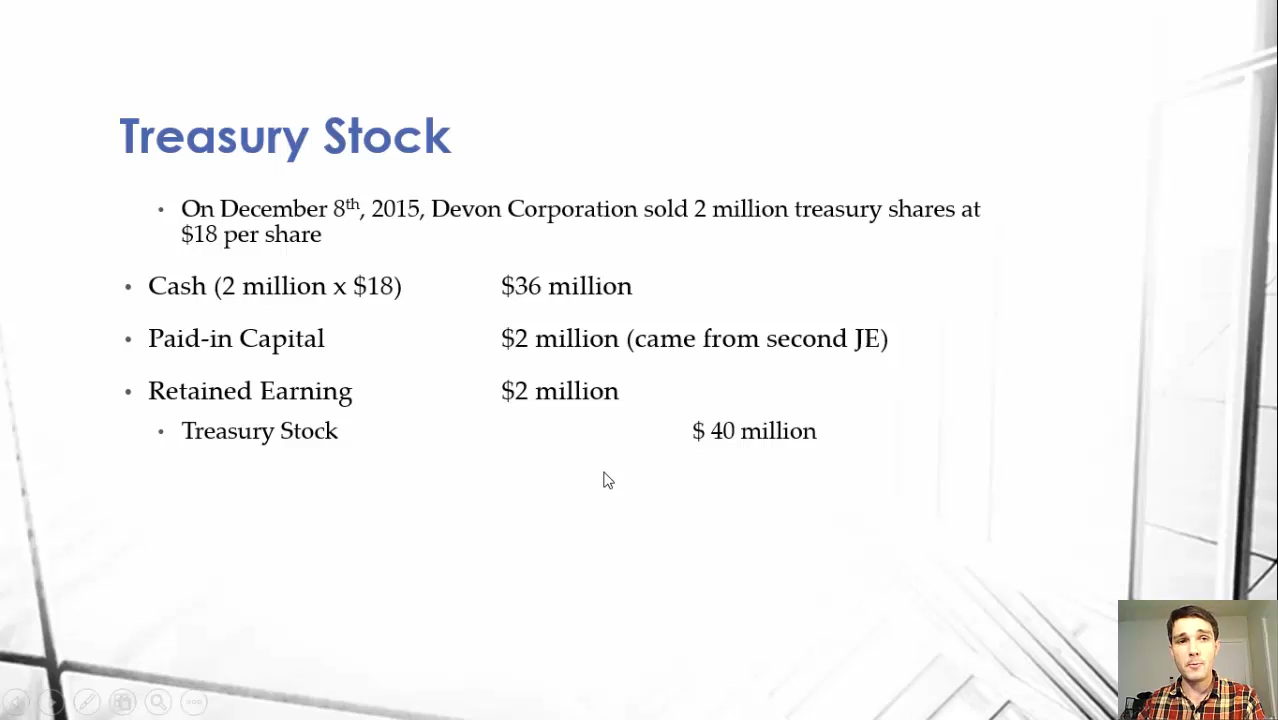 Treasury Stock
• On December 8th, 2015, Devon Corporation sold 2 million treasury shares at
$18 per share
• Cash (2 million x $18) $36 million
• Paid-in Capital $2 million (came from second JE)
• Retained Earning $2 million
• Treasury Stock $ 40 million